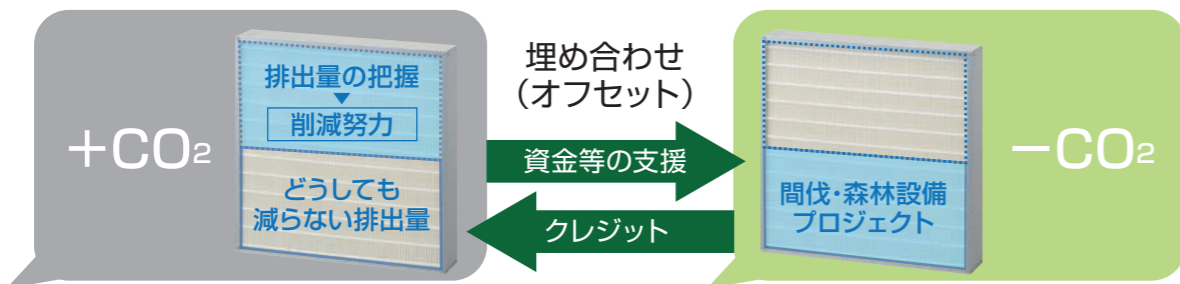 +CO2
排出量の把握
削減努力
どうしても
減らない排出量
埋め合わせ
（オフセット）
資金等の支援
クレジット
間伐・森林設備
プロジェクト
−CO2